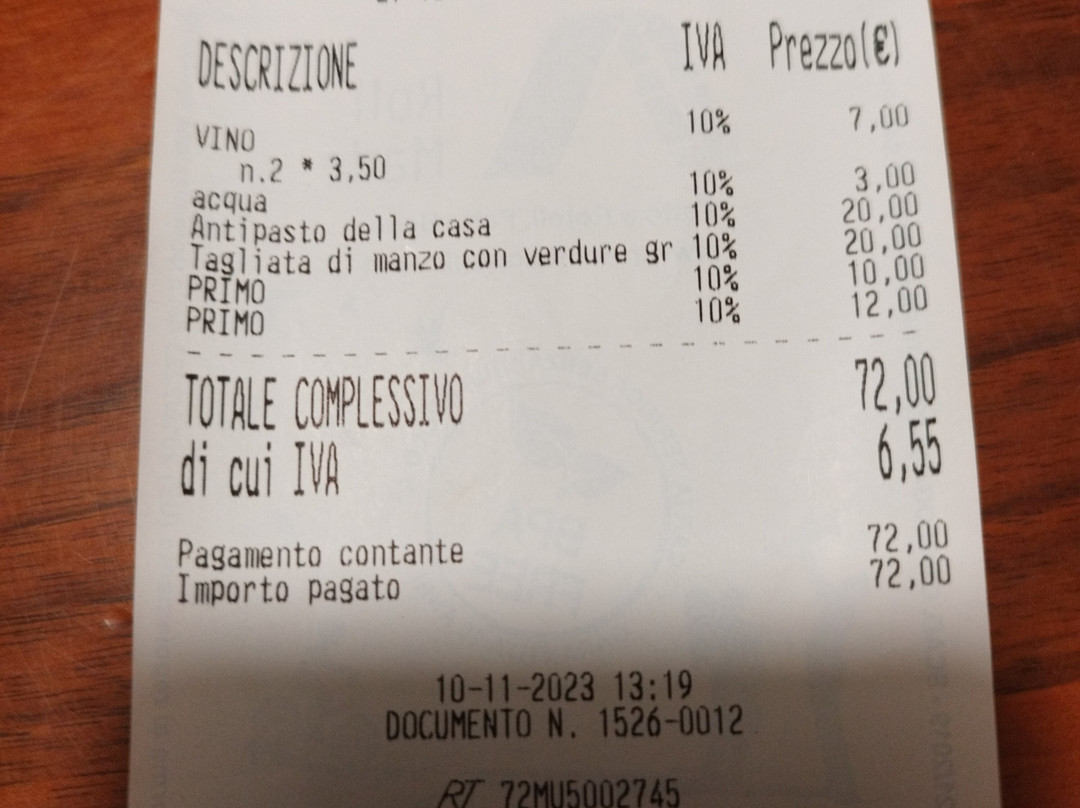 DESCRIZIONE IVA Prezzo(€)
VINO 10% 7,00
n.2 * 3,50
acqua 10% 3,00
Antipasto della casa 10% 20,00
Tagliata di manzo con verdure gr 10% 20,00
PRIMO 10% 10,00
PRIMO 10% 12,00
TOTALE COMPLESSIVO 72,00
di cui IVA 6,55
Pagamento contante 72,00
Importo pagato 72,00
10-11-2023 13:19
DOCUMENTO N. 1526-0012
RT 72MU5002745